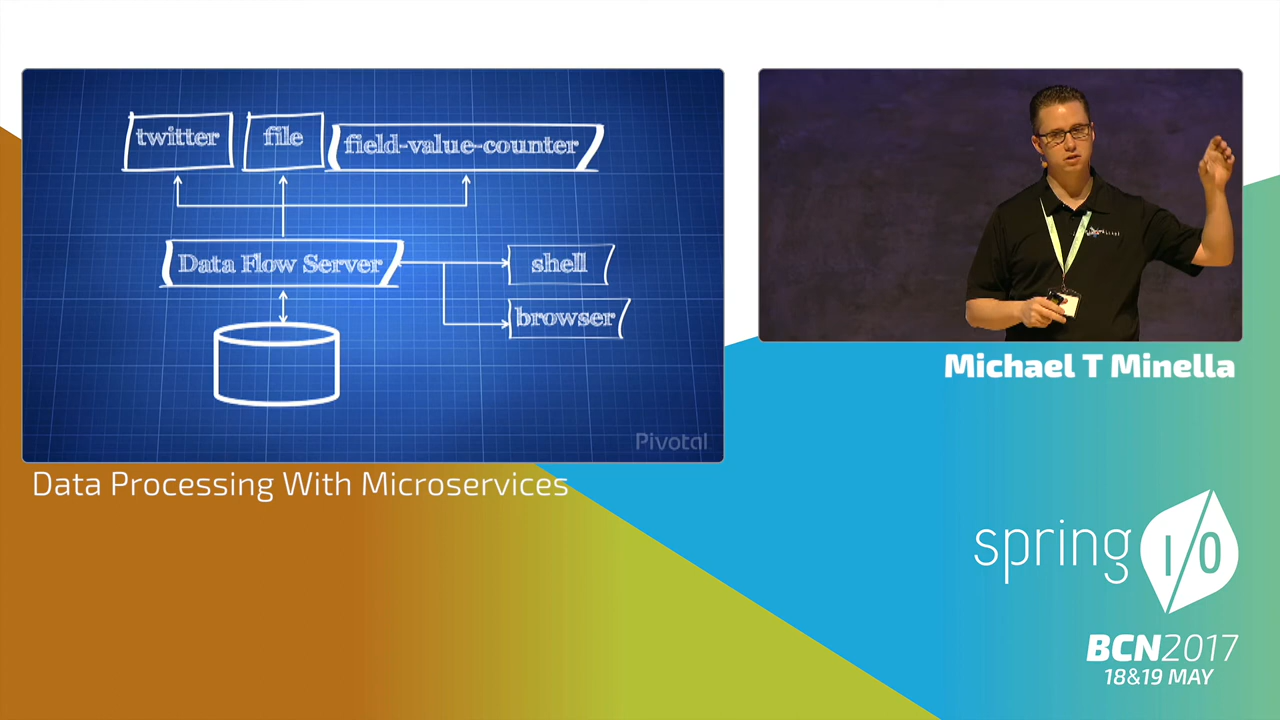 twitter
file
field-value-counter
Data Flow Server
shell
browser
Pivotal
Data Processing With Microservices
Michael T Minella
spring I/O
BCN2017
18&19 MAY